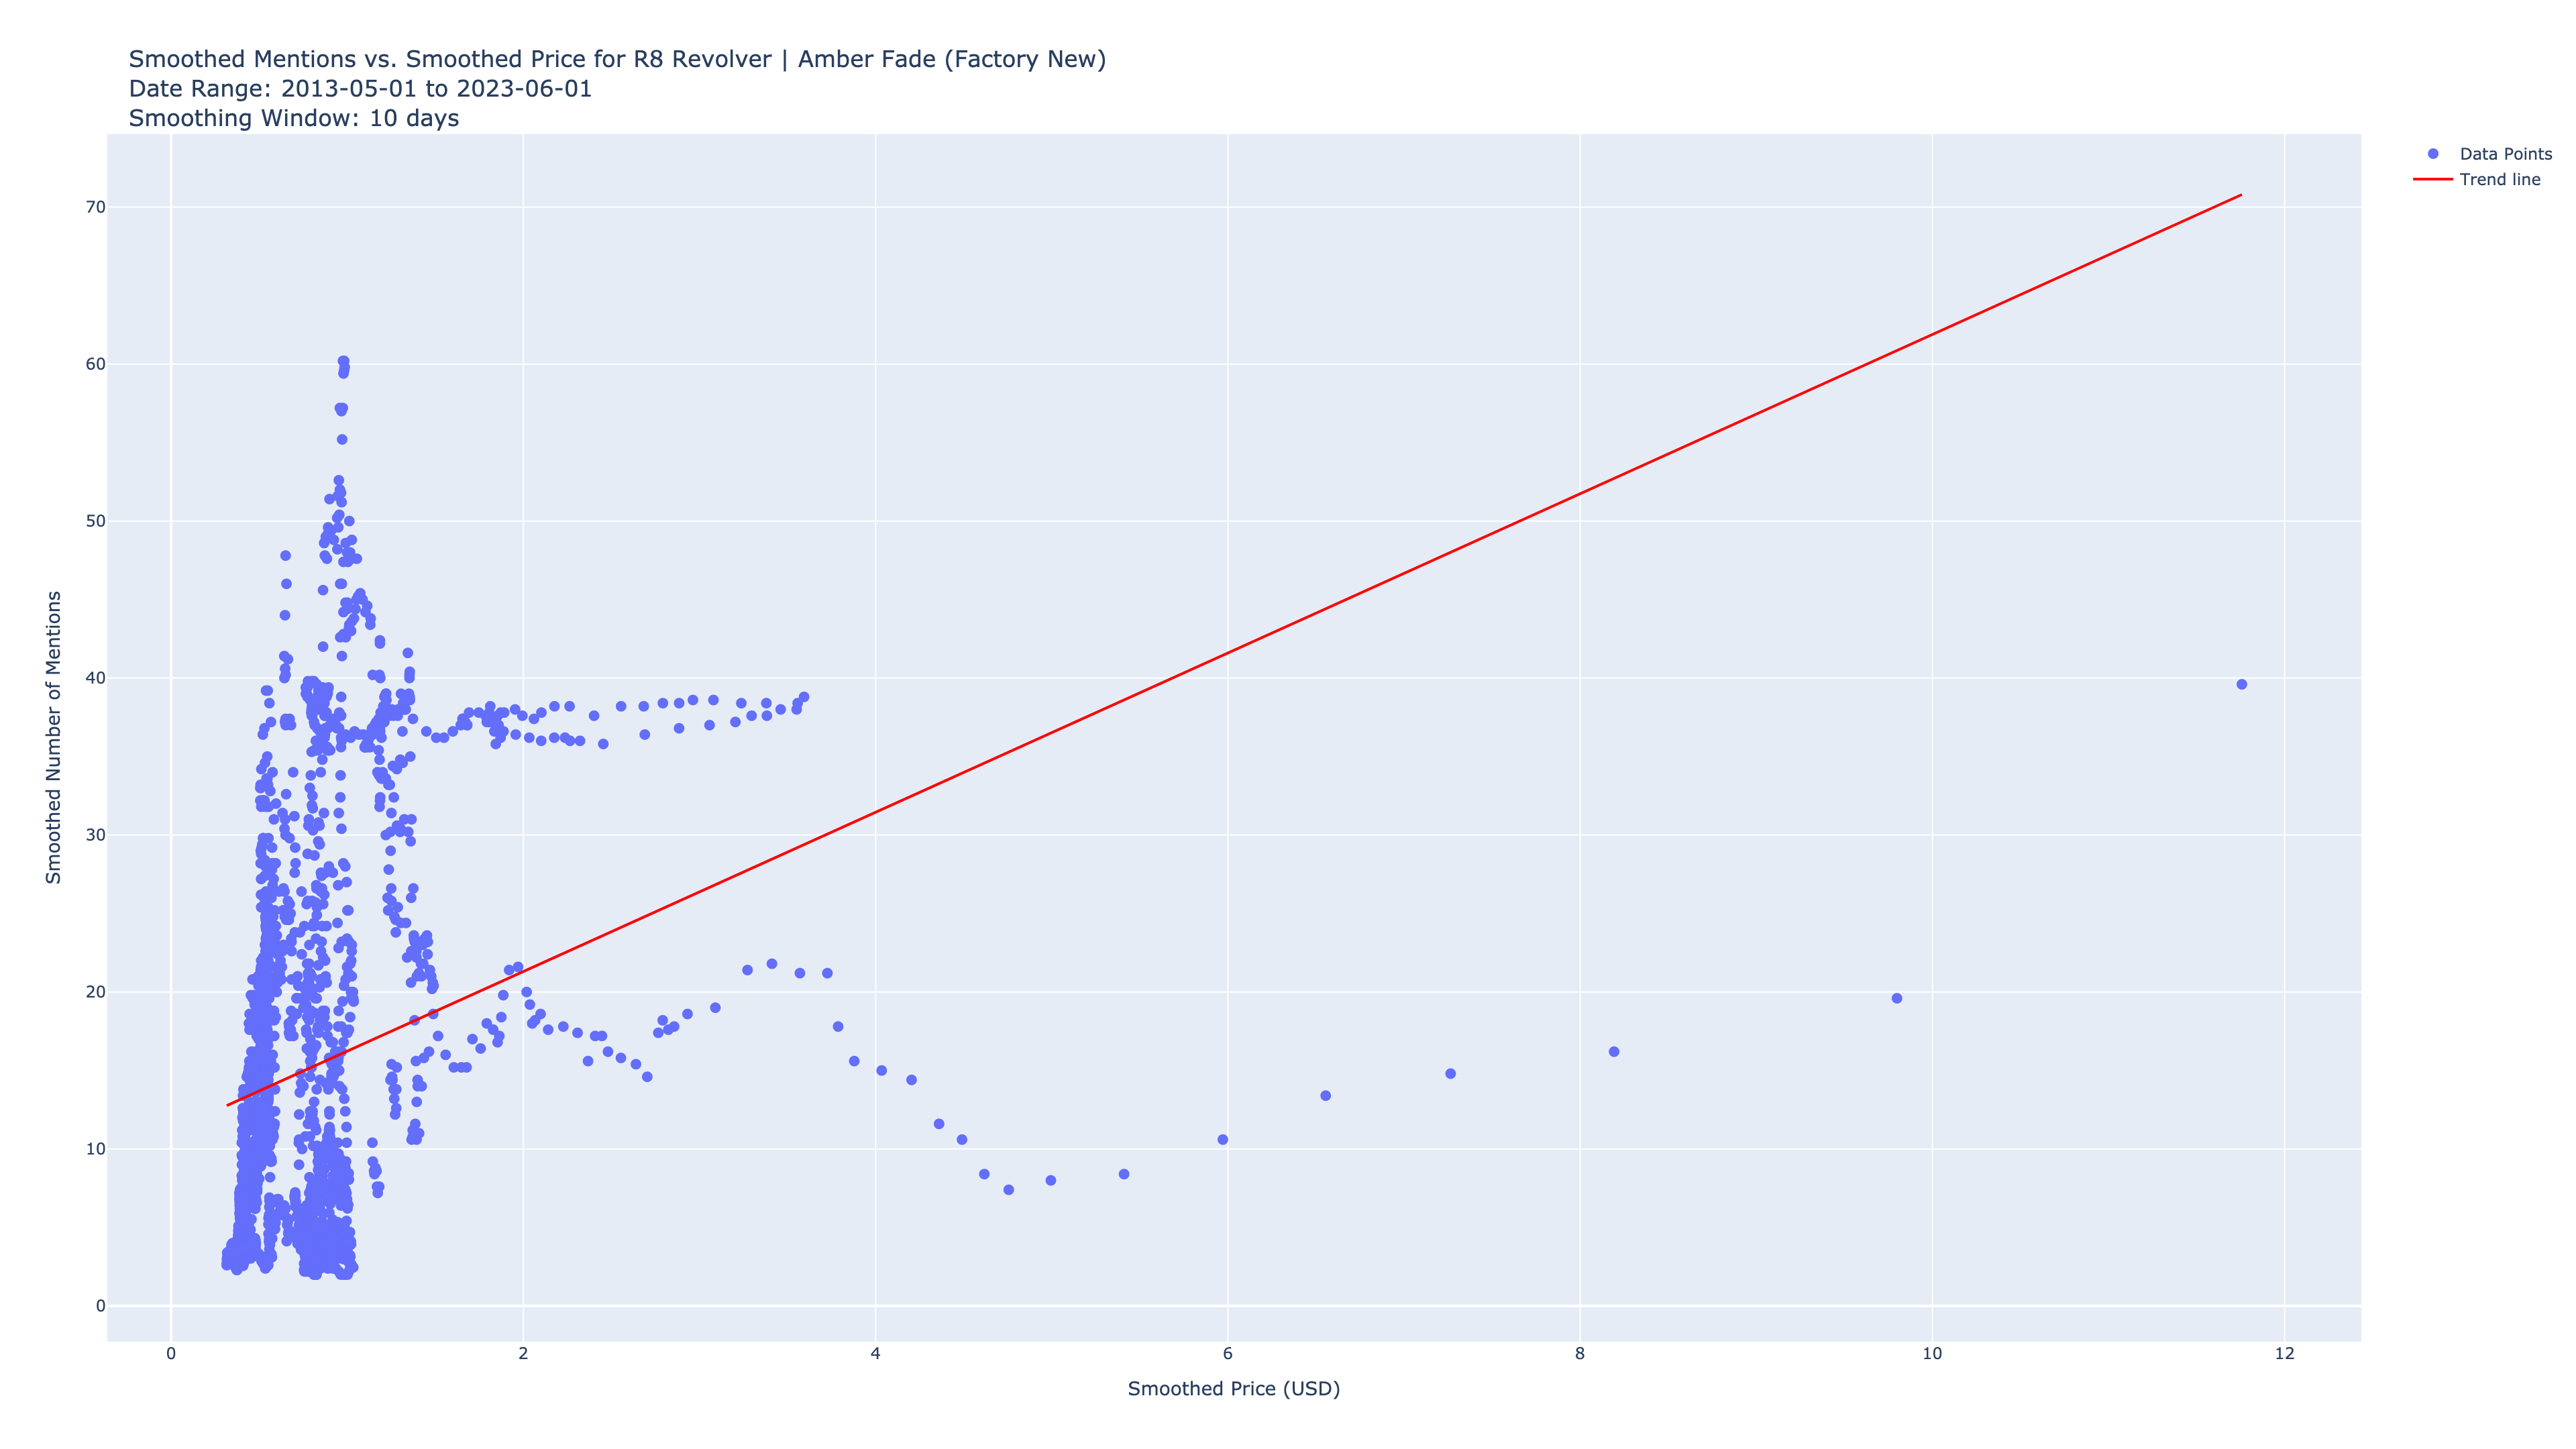 Smoothed Mentions vs. Smoothed Price for R8 Revolver | Amber Fade (Factory New)
Date Range: 2013-05-01 to 2023-06-01
Smoothing Window: 10 days
Data Points
Trend line
Smoothed Number of Mentions
70
60
50
40
30
20
10
0
0 2 4 6 8 10 12
Smoothed Price (USD)